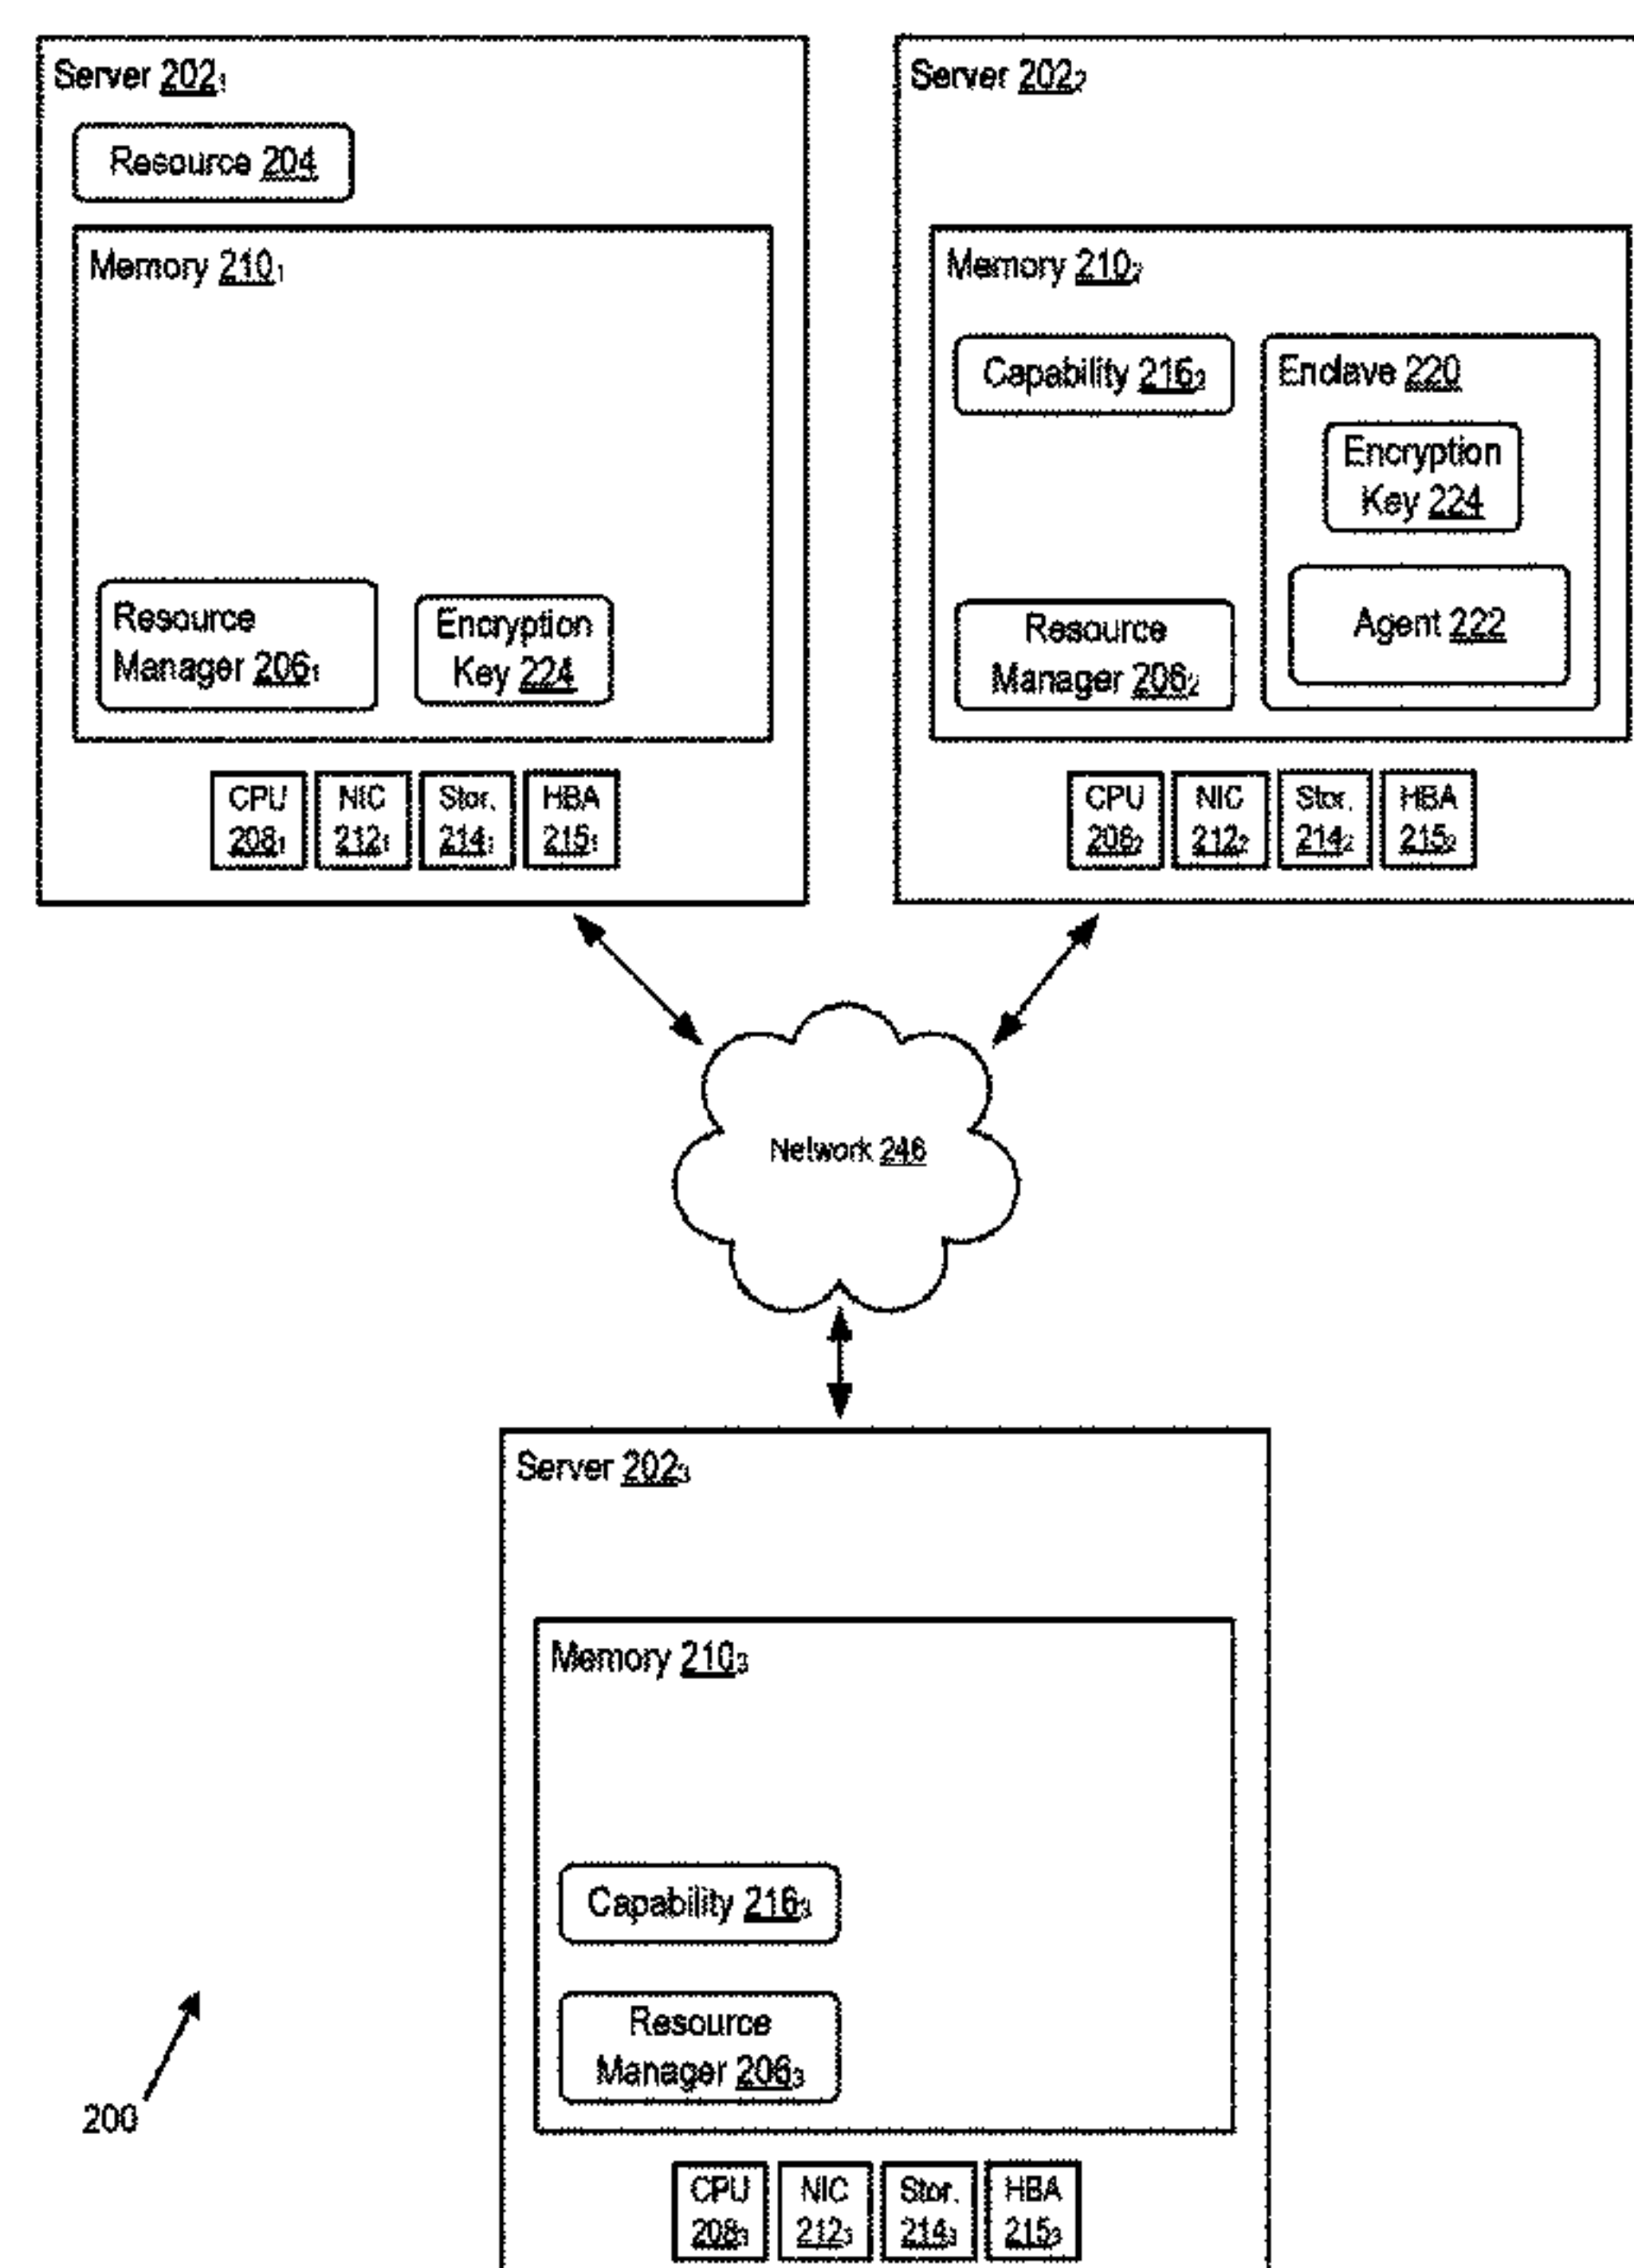 Server 202₁
Resource 204
Memory 210₁
Resource
Manager 206₁
Encryption
Key 224
CPU
208₁
NIC
212₁
Stor.
214₁
HBA
215₁
Server 202₂
Memory 210₂
Capability 216₂
Enclave 220
Encryption
Key 224
Resource
Manager 206₂
Agent 222
CPU
208₂
NIC
212₂
Stor.
214₂
HBA
215₂
Network 246
Server 202₃
Memory 210₃
Capability 216₃
Resource
Manager 206₃
CPU
208₃
NIC
212₃
Stor.
214₃
HBA
215₃
200